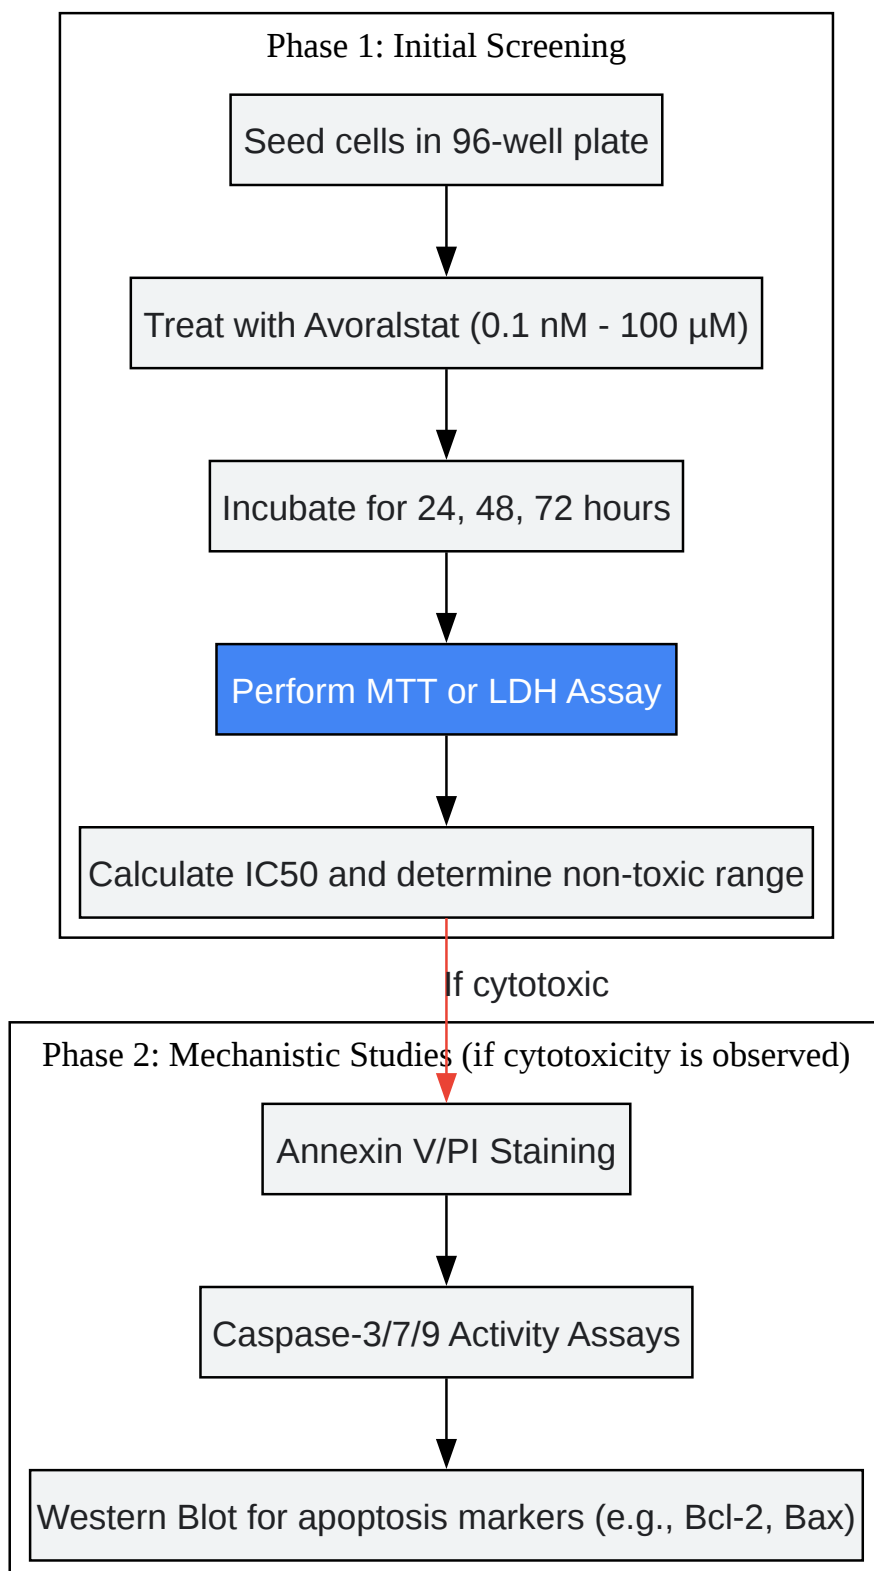 Phase 1: Initial Screening
Seed cells in 96-well plate
Treat with Avoralstat (0.1 nM - 100 µM)
Incubate for 24, 48, 72 hours
Perform MTT or LDH Assay
Calculate IC50 and determine non-toxic range
If cytotoxic
Phase 2: Mechanistic Studies (if cytotoxicity is observed)
Annexin V/PI Staining
Caspase-3/7/9 Activity Assays
Western Blot for apoptosis markers (e.g., Bcl-2, Bax)